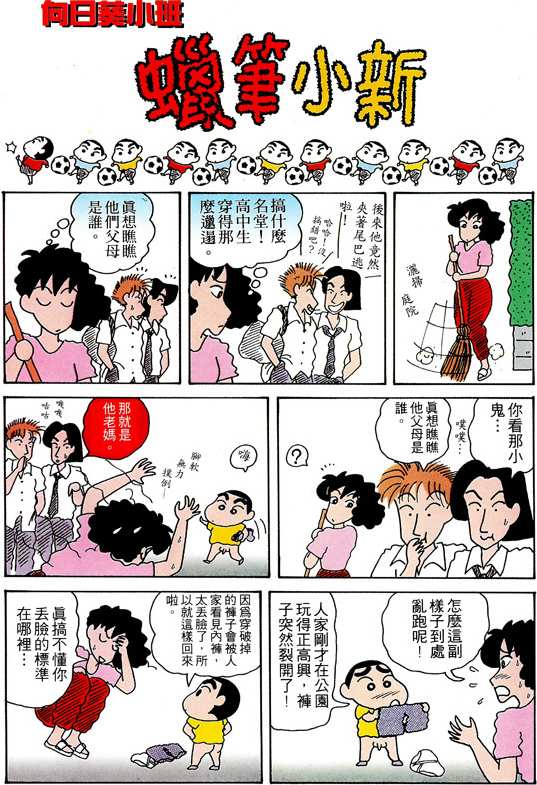 向日葵小班
蠟筆小新
灑掃
庭院
後來他竟然
夾著尾巴逃
啦!
哈哈!沒
搞錯吧?
搞什麼
名堂!
高中生
穿得那
麼邋遢。
真想瞧瞧
他們父母
是誰。
你看那小
鬼…
噗噗…
真想瞧瞧
他父母是
誰。
?
嗨
腳軟
無力
撲倒…
那就是
他老媽。
嘰嘰
咕咕
怎麼這副
樣子到處
亂跑呢!
人家剛才在公園
玩得正高興,褲
子突然裂開了!
因為穿破掉
的褲子會被人
家看見內褲,
太丟臉了,所
以就這樣回來
啦。
真搞不懂你
丟臉的標準
在哪裡…